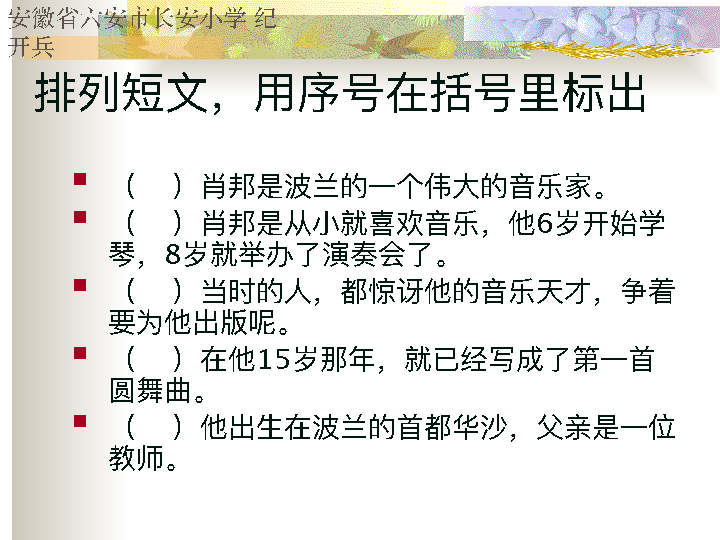 安徽省六安市长安小学 纪
开兵
排列短文，用序号在括号里标出
（　）肖邦是波兰的一个伟大的音乐家。
（　）肖邦是从小就喜欢音乐，他6岁开始学
琴，8岁就举办了演奏会了。
（　）当时的人，都惊讶他的音乐天才，争着
要为他出版呢。
（　）在他15岁那年，就已经写成了第一首
圆舞曲。
（　）他出生在波兰的首都华沙，父亲是一位
教师。